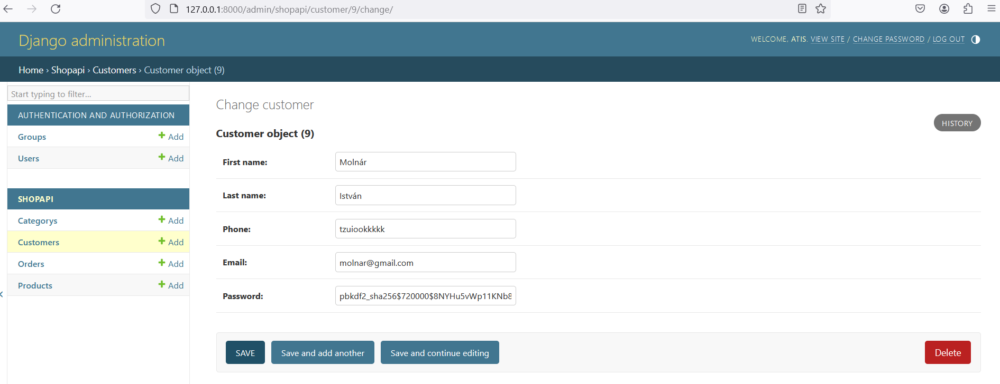 127.0.0.1:8000/admin/shopapi/customer/9/change/
Django administration
WELCOME, ATIS. VIEW SITE / CHANGE PASSWORD / LOG OUT
Home › Shopapi › Customers › Customer object (9)
Start typing to filter...
AUTHENTICATION AND AUTHORIZATION
Groups + Add
Users + Add
SHOPAPI
Categorys + Add
Customers + Add
Orders + Add
Products + Add
Change customer
HISTORY
Customer object (9)
First name: Molnár
Last name: István
Phone: tzuiookkkkk
Email: molnar@gmail.com
Password: pbkdf2_sha256$720000$8NYHu5vWp11KNb8
SAVE Save and add another Save and continue editing Delete